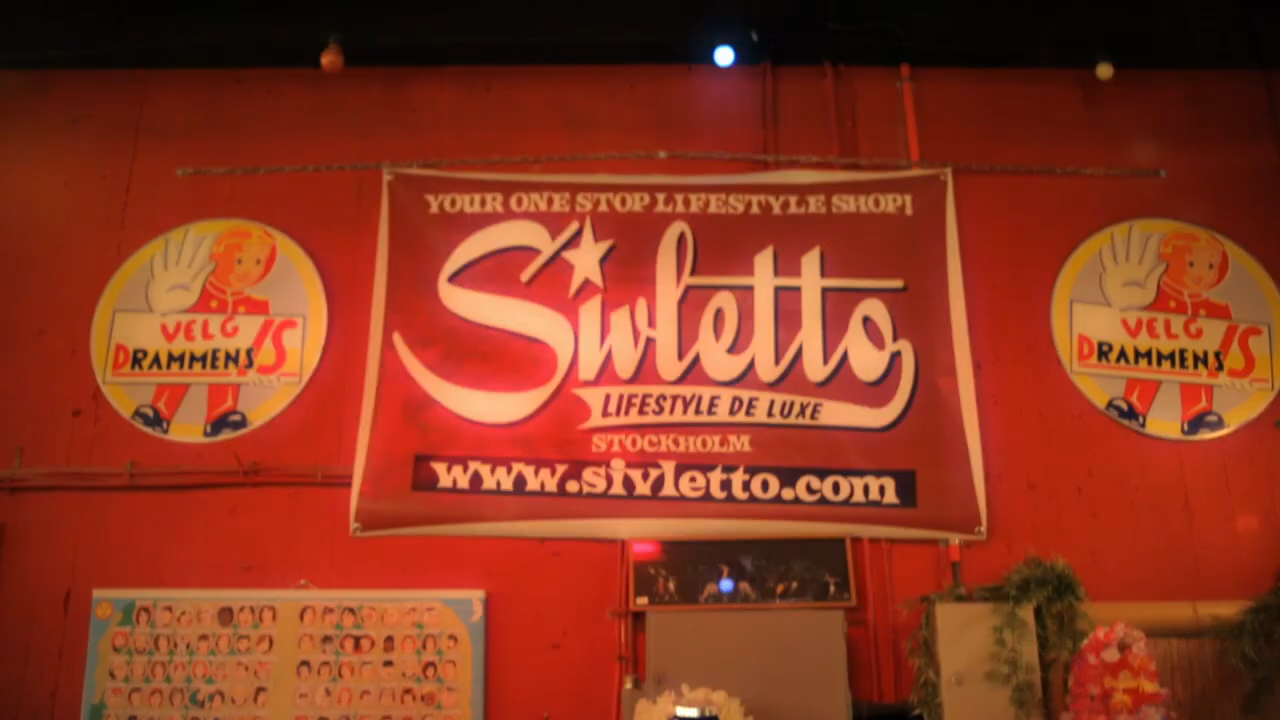 YOUR ONE STOP LIFESTYLE SHOP!
Sivletto
LIFESTYLE DE LUXE
STOCKHOLM
www.sivletto.com
VELG
DRAMMENS IS
VELG
DRAMMENS IS